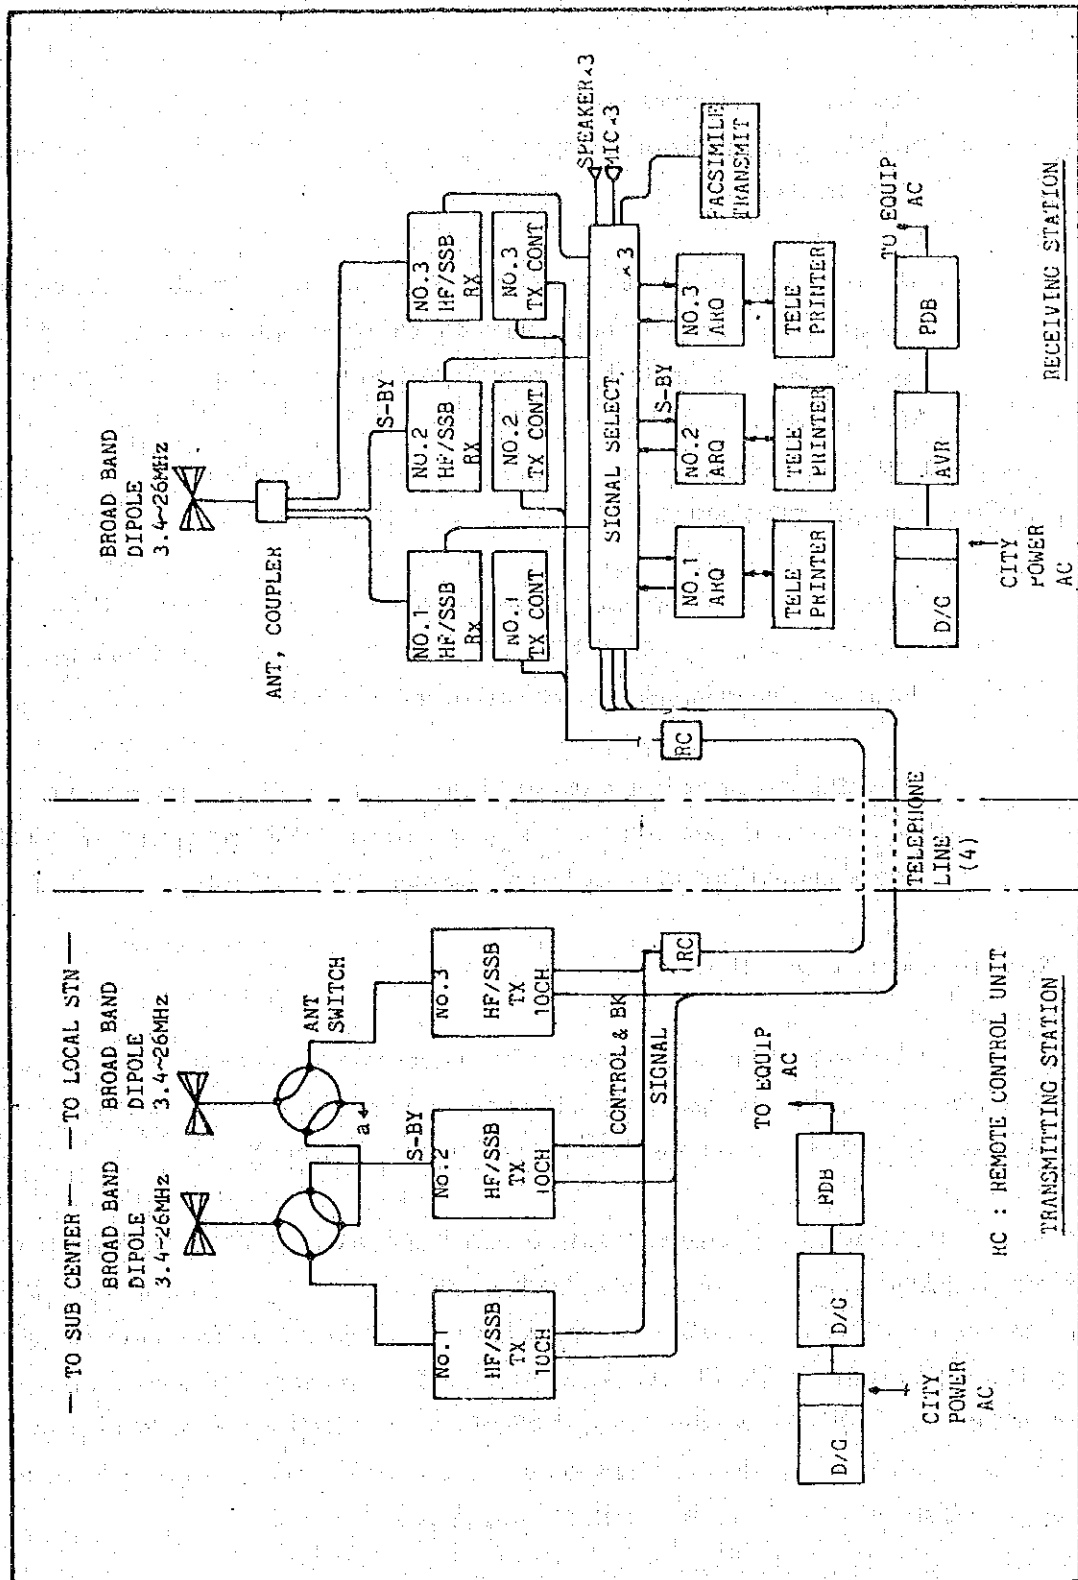 — TO SUB CENTER —
— TO LOCAL STN —
BROAD BAND
DIPOLE
3.4~26MHz
BROAD BAND
DIPOLE
3.4~26MHz
ANT
SWITCH
a
S-BY
NO.1
HF/SSB
TX
10CH
NO.2
HF/SSB
TX
10CH
NO.3
HF/SSB
TX
10CH
CONTROL & BK
SIGNAL
RC
TO EQUIP
AC
D/G
D/G
PDB
CITY
POWER
AC
RC : REMOTE CONTROL UNIT
TRANSMITTING STATION
TELEPHONE
LINE
(4)
BROAD BAND
DIPOLE
3.4~26MHz
ANT, COUPLER
S-BY
NO.1
HF/SSB
RX
NO.2
HF/SSB
RX
NO.3
HF/SSB
RX
NO.1
TX CONT
NO.2
TX CONT
NO.3
TX CONT
SPEAKER×3
MIC×3
SIGNAL SELECT, ×3
FACSIMILE
TRANSMIT
RC
S-BY
NO.1
ARQ
NO.2
ARQ
NO.3
ARQ
TELE
PRINTER
TELE
PRINTER
TELE
PRINTER
TO EQUIP
AC
D/G
AVR
PDB
CITY
POWER
AC
RECEIVING STATION